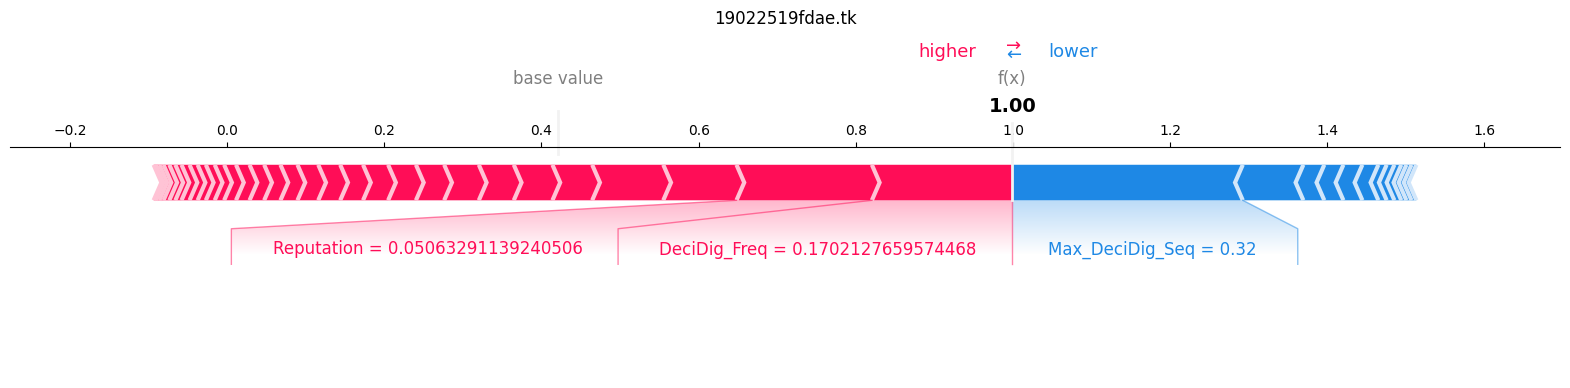 19022519fdae.tk
higher → ← lower
base value f(x)
1.00
−0.2 0.0 0.2 0.4 0.6 0.8 1.0 1.2 1.4 1.6
Reputation = 0.05063291139240506 DeciDig_Freq = 0.1702127659574468 Max_DeciDig_Seq = 0.32